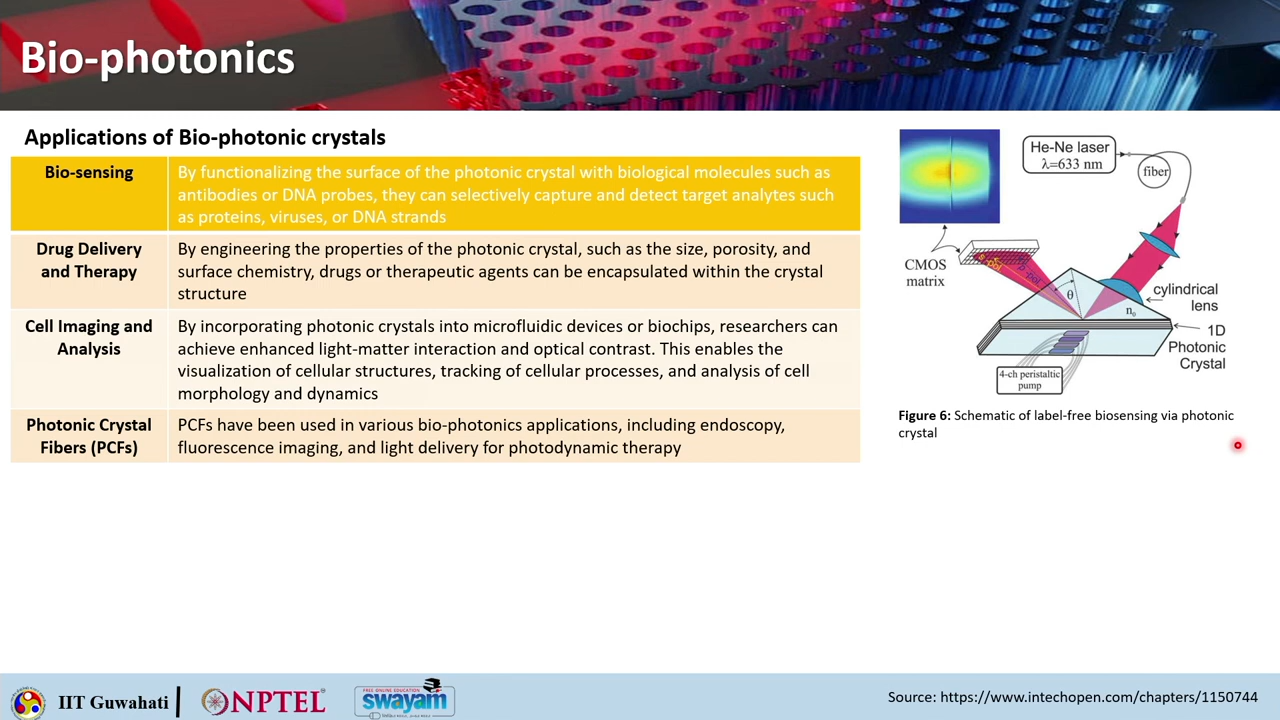 Bio-photonics
Applications of Bio-photonic crystals
Bio-sensing
By functionalizing the surface of the photonic crystal with biological molecules such as
antibodies or DNA probes, they can selectively capture and detect target analytes such
as proteins, viruses, or DNA strands
Drug Delivery
and Therapy
By engineering the properties of the photonic crystal, such as the size, porosity, and
surface chemistry, drugs or therapeutic agents can be encapsulated within the crystal
structure
Cell Imaging and
Analysis
By incorporating photonic crystals into microfluidic devices or biochips, researchers can
achieve enhanced light-matter interaction and optical contrast. This enables the
visualization of cellular structures, tracking of cellular processes, and analysis of cell
morphology and dynamics
Photonic Crystal
Fibers (PCFs)
PCFs have been used in various bio-photonics applications, including endoscopy,
fluorescence imaging, and light delivery for photodynamic therapy
He-Ne laser
λ=633 nm
fiber
CMOS
matrix
s-pol
p-pol
θ
n₀
cylindrical
lens
1D
Photonic
Crystal
4-ch peristaltic
pump
Figure 6: Schematic of label-free biosensing via photonic
crystal
IIT Guwahati
NPTEL
FREE ONLINE EDUCATION
swayam
Source: https://www.intechopen.com/chapters/1150744